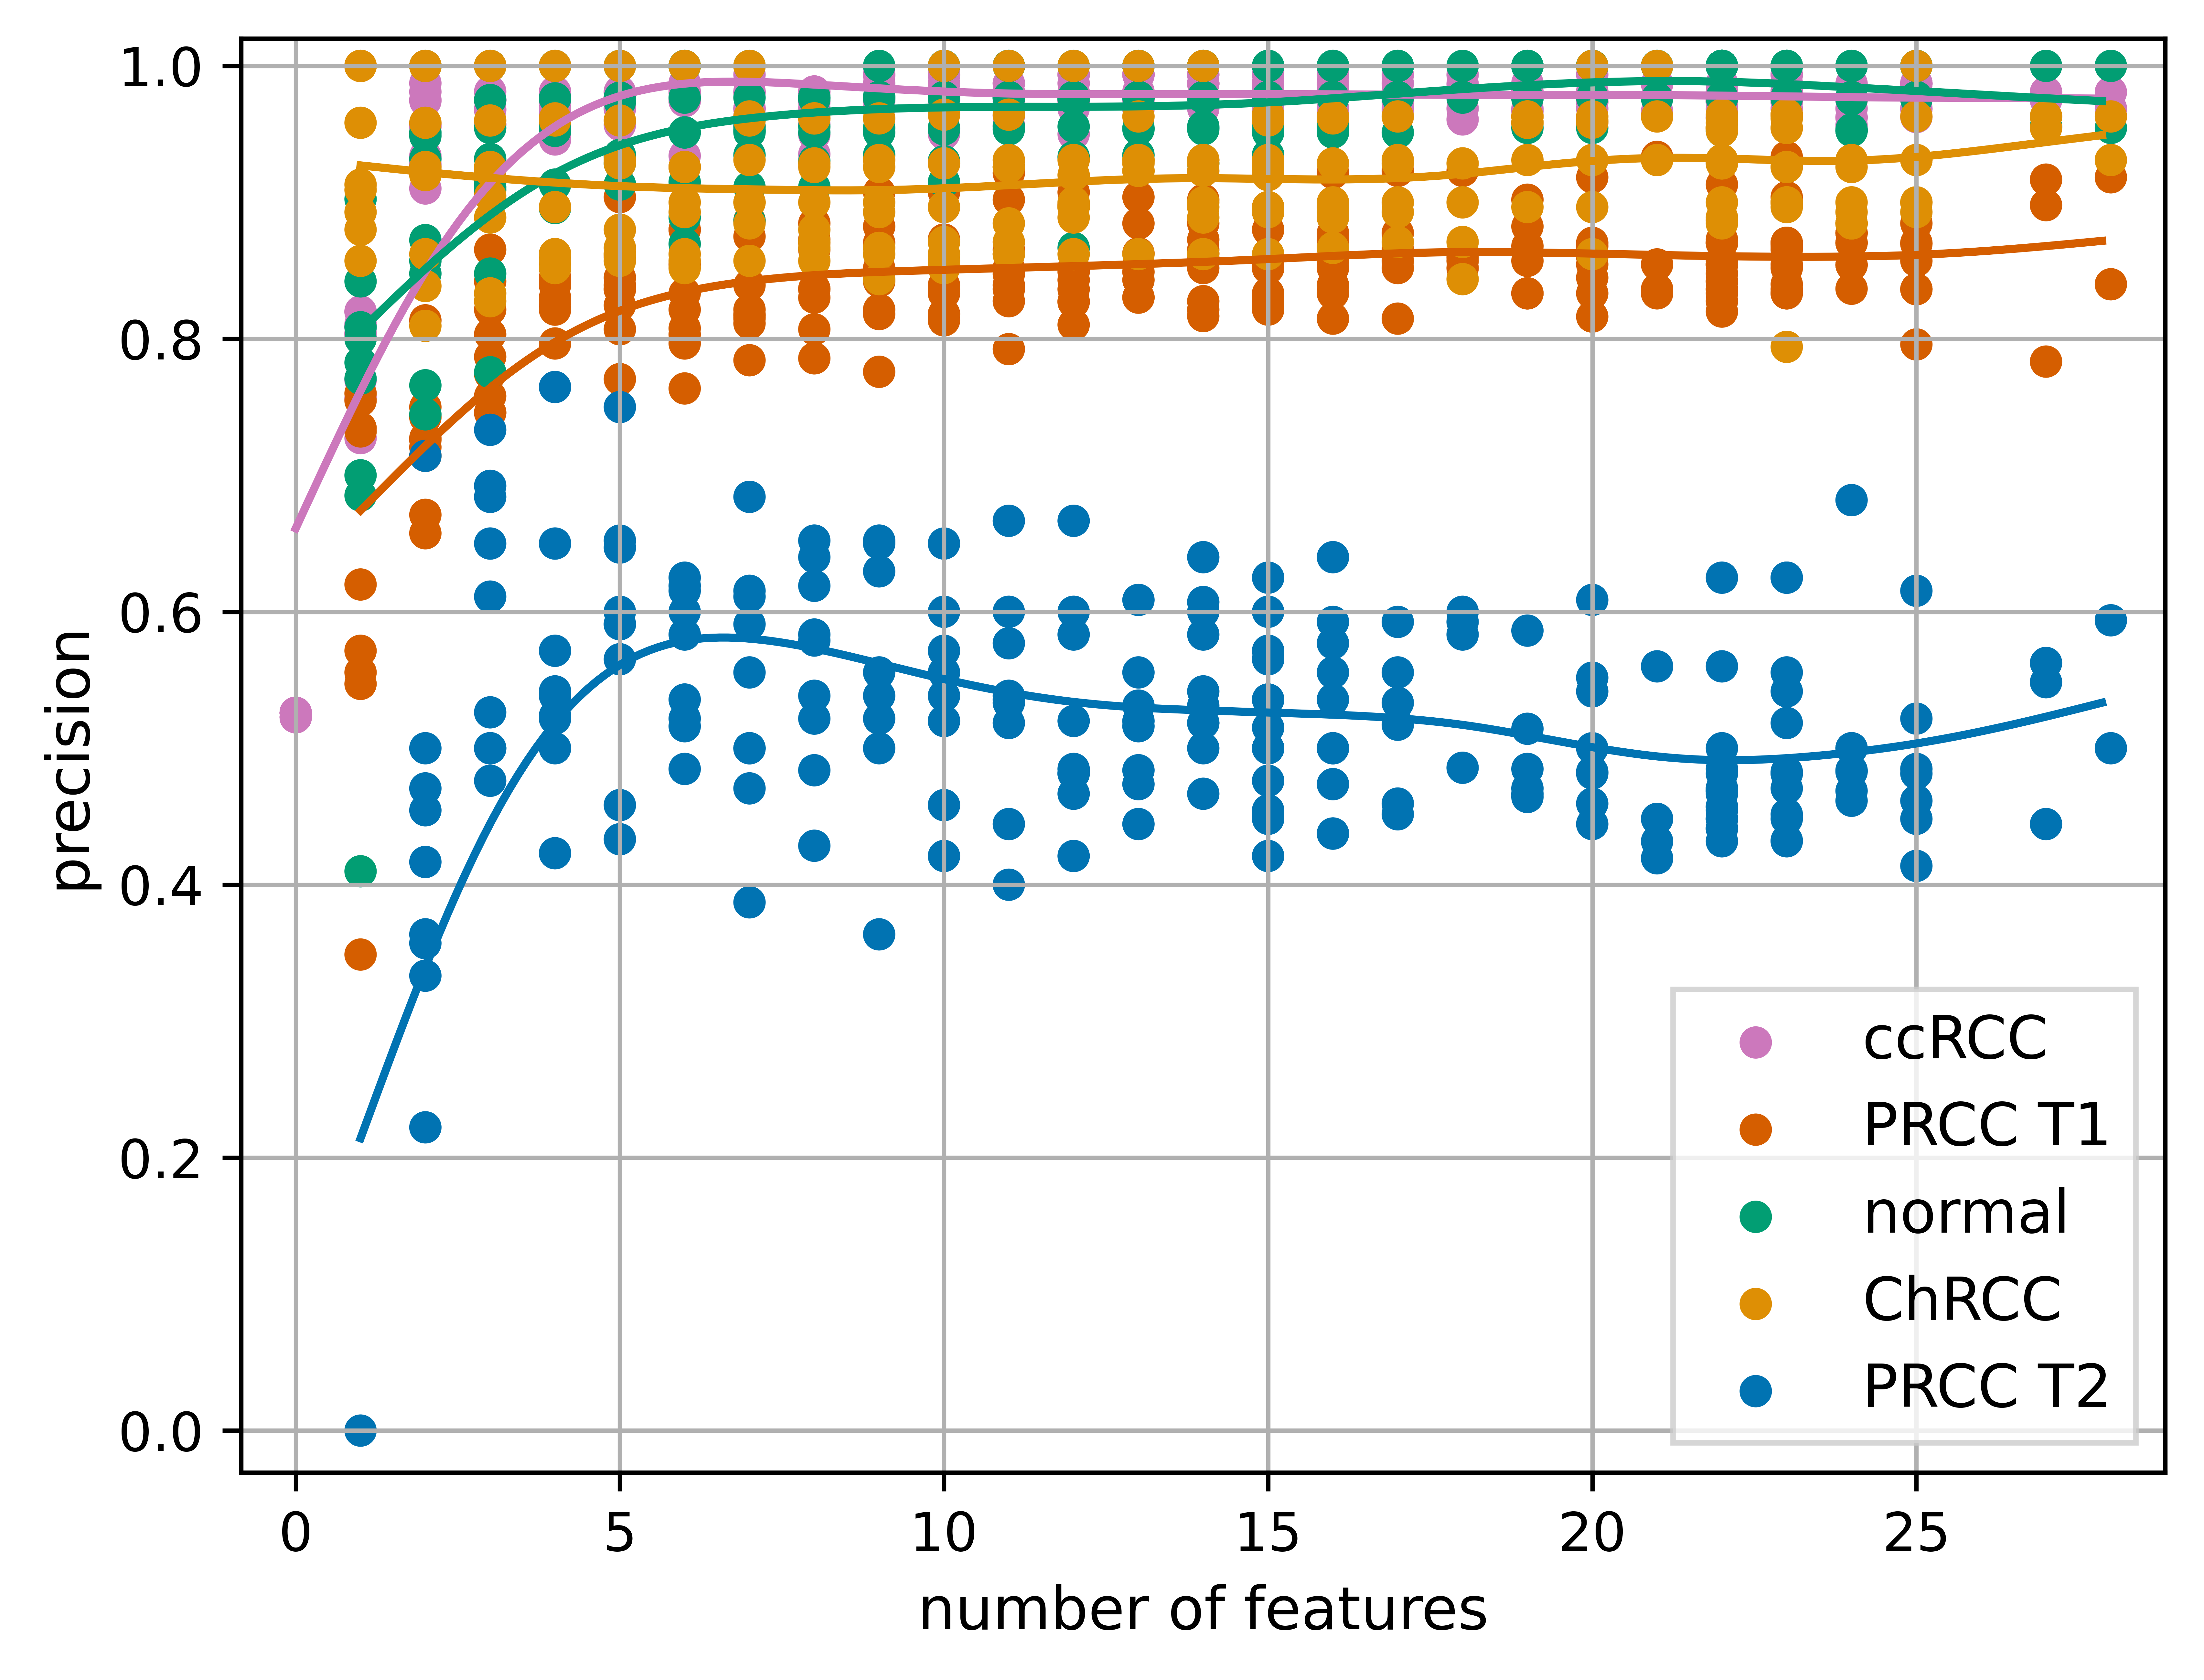 1.0
0.8
0.6
0.4
0.2
0.0
precision
0 5 10 15 20 25
number of features
ccRCC
PRCC T1
normal
ChRCC
PRCC T2